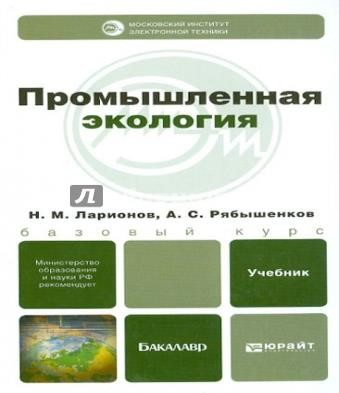 МОСКОВСКИЙ ИНСТИТУТ
ЭЛЕКТРОННОЙ ТЕХНИКИ
Промышленная
экология
Н. М. Ларионов, А. С. Рябышенков
базовый курс
Министерство
образования
и науки РФ
рекомендует
Учебник
БАКАЛАВР
ЮРАЙТ